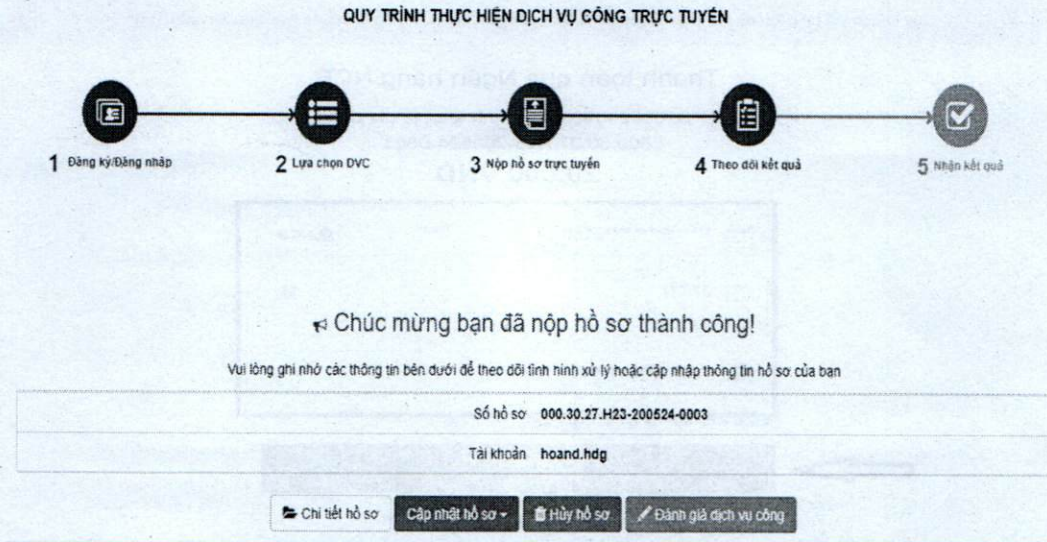 QUY TRÌNH THỰC HIỆN DỊCH VỤ CÔNG TRỰC TUYẾN
1 Đăng ký/Đăng nhập
2 Lựa chọn DVC
3 Nộp hồ sơ trực tuyến
4 Theo dõi kết quả
5 Nhận kết quả
Chúc mừng bạn đã nộp hồ sơ thành công!
Vui lòng ghi nhớ các thông tin bên dưới để theo dõi tình hình xử lý hoặc cập nhập thông tin hồ sơ của bạn
Số hồ sơ 000.30.27.H23-200524-0003
Tài khoản hoand.hdg
Chi tiết hồ sơ Cập nhật hồ sơ Hủy hồ sơ Đánh giá dịch vụ công